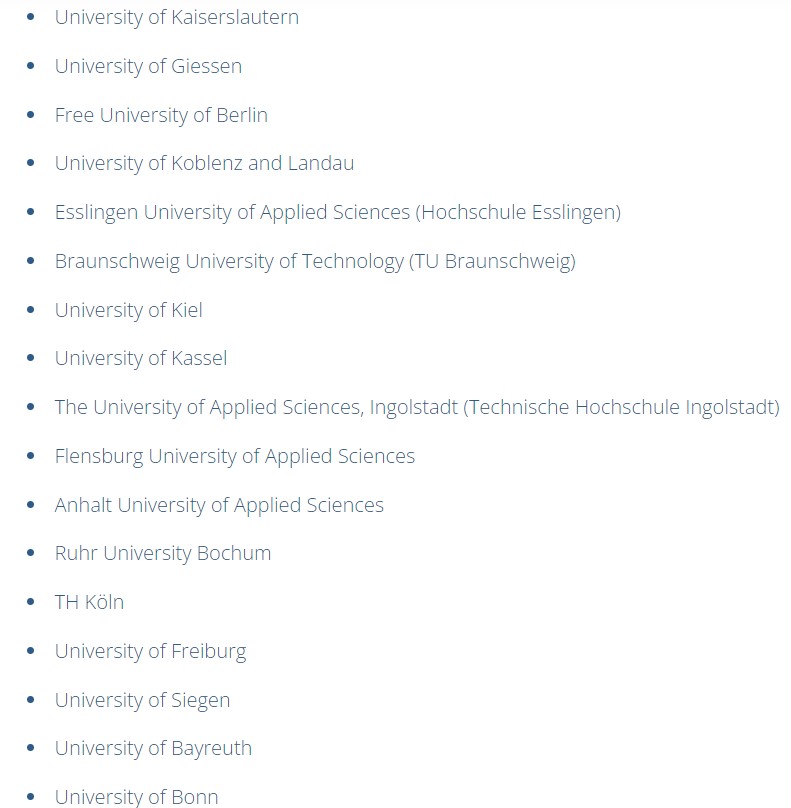 University of Kaiserslautern
University of Giessen
Free University of Berlin
University of Koblenz and Landau
Esslingen University of Applied Sciences (Hochschule Esslingen)
Braunschweig University of Technology (TU Braunschweig)
University of Kiel
University of Kassel
The University of Applied Sciences, Ingolstadt (Technische Hochschule Ingolstadt)
Flensburg University of Applied Sciences
Anhalt University of Applied Sciences
Ruhr University Bochum
TH Köln
University of Freiburg
University of Siegen
University of Bayreuth
University of Bonn